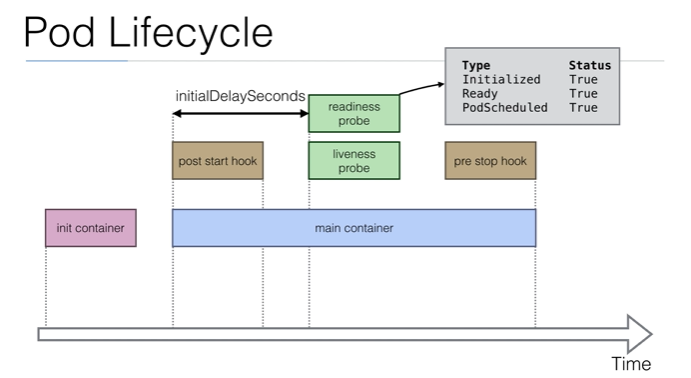 Pod Lifecycle
Type Status
Initialized True
Ready True
PodScheduled True
initialDelaySeconds
readiness
probe
post start hook
liveness
probe
pre stop hook
init container
main container
Time